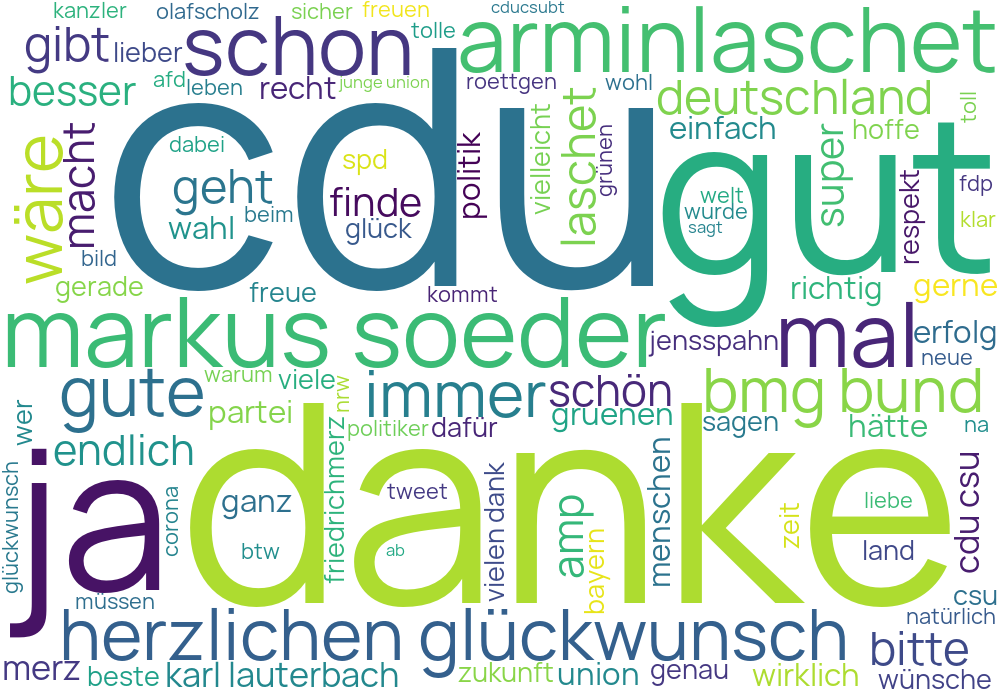 kanzler
olafscholz
sicher
freuen
cducsubt
gibt
lieber
schon
tolle
arminlaschet
besser
afd
leben
recht
junge union
roettgen
wohl
deutschland
toll
wäre
macht
dabei
cdu
spd
politik
vielleicht
laschet
grünen
einfach
super
hoffe
gut
geht
finde
welt
wurde
sagt
respekt
fdp
klar
wahl
beim
glück
bild
gerade
freue
kommt
richtig
gerne
markus soeder
jensspahn
mal
erfolg
neue
gute
warum
viele
nrw
immer
schön
bmg bund
wer
partei
politiker
dafür
gruenen
sagen
hätte
na
endlich
glückwunsch
ja
corona
danke
ganz
btw
friedrichmerz
tweet
ab
vielen dank
amp
bayern
menschen
zeit
liebe
land
cdu csu
müssen
csu
natürlich
herzlichen glückwunsch
bitte
merz
beste
karl lauterbach
zukunft
union
genau
wirklich
wünsche